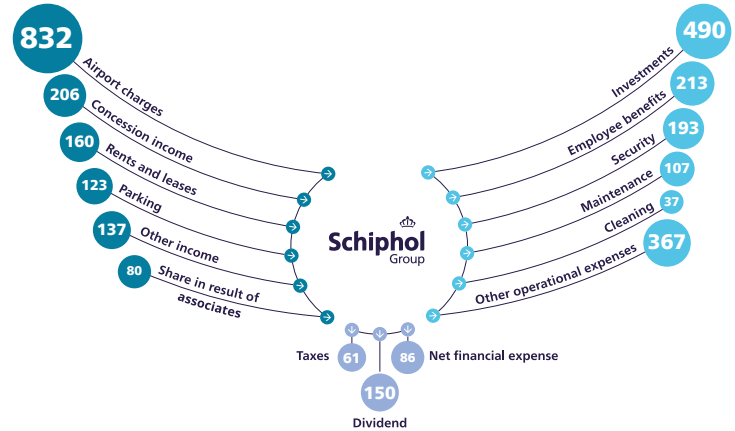 832
Airport charges
206
Concession income
160
Rents and leases
123
Parking
137
Other income
80
Share in result of
associates
490
Investments
213
Employee benefits
193
Security
107
Maintenance
37
Cleaning
367
Other operational expenses
Schiphol
Group
Taxes
61
150
Dividend
86
Net financial expense